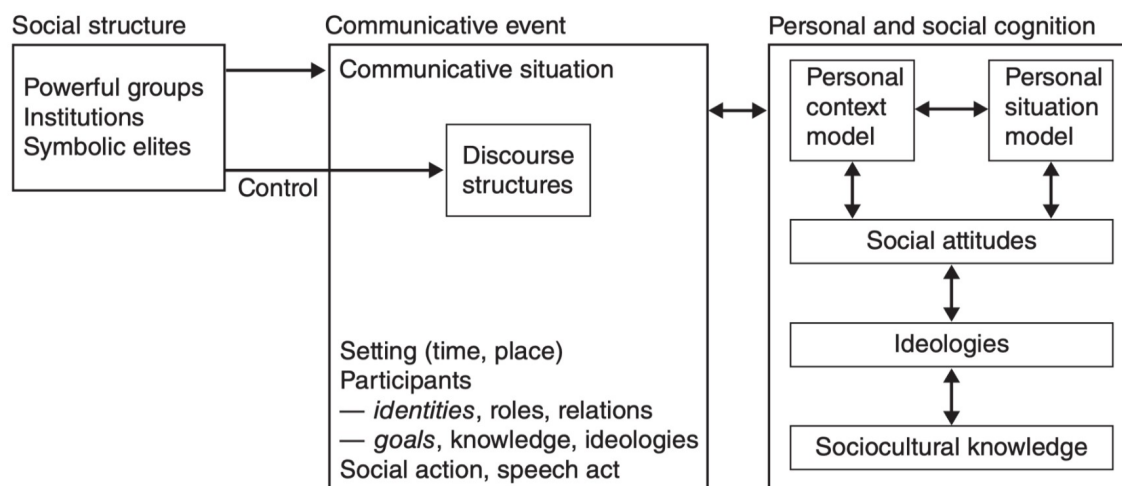 Social structure
Powerful groups
Institutions
Symbolic elites
Control
Communicative event
Communicative situation
Discourse
structures
Setting (time, place)
Participants
— identities, roles, relations
— goals, knowledge, ideologies
Social action, speech act
Personal and social cognition
Personal
context
model
Personal
situation
model
Social attitudes
Ideologies
Sociocultural knowledge